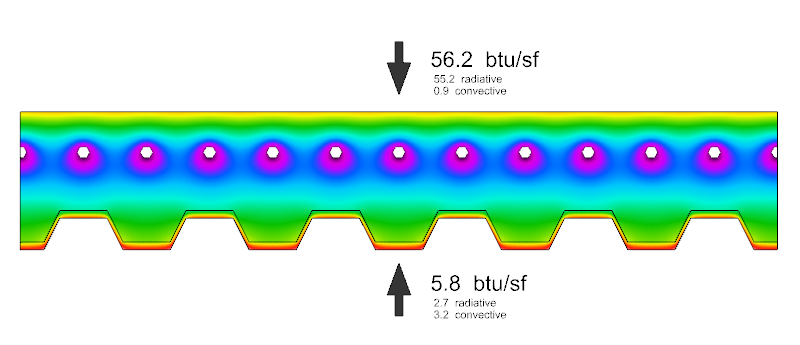 56.2 btu/sf
55.2 radiative
0.9 convective
5.8 btu/sf
2.7 radiative
3.2 convective